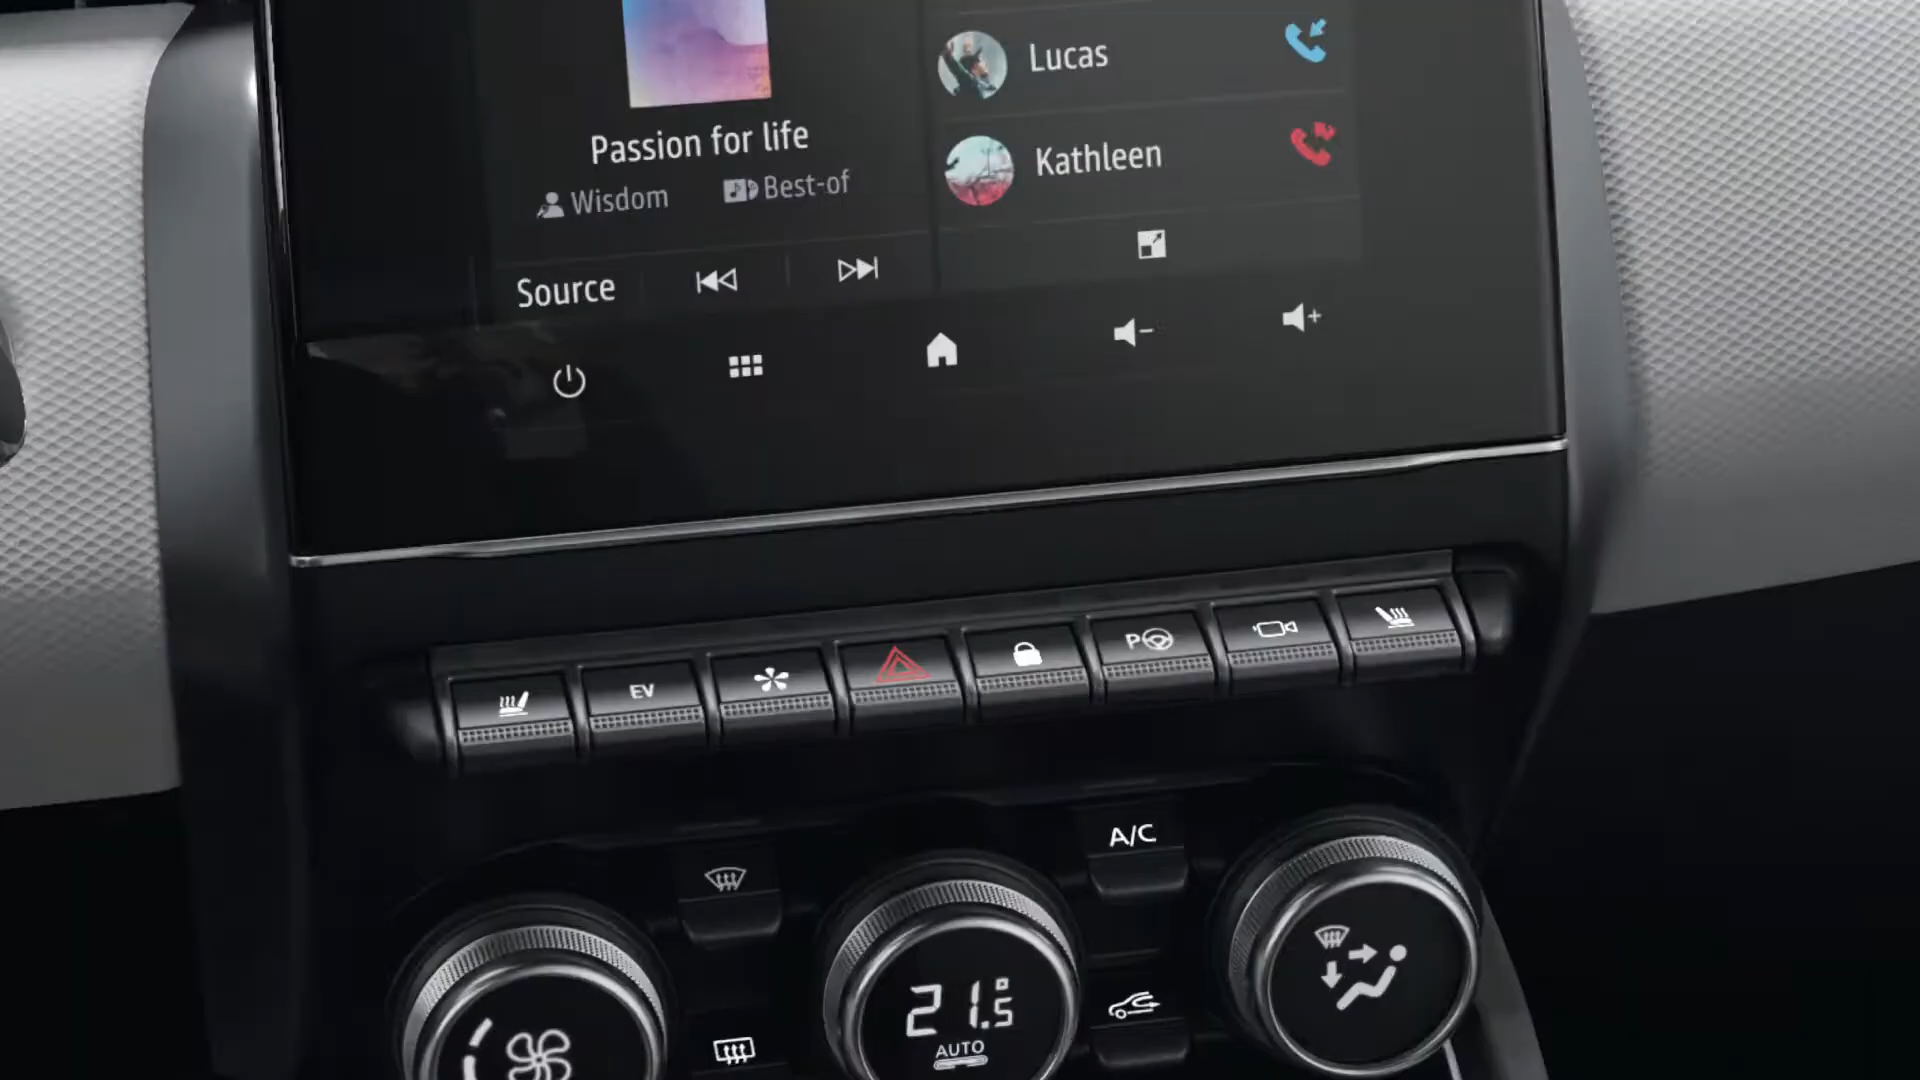 Lucas
Passion for life
Kathleen
Wisdom
Best-of
Source
EV
P
A/C
21.5°
AUTO